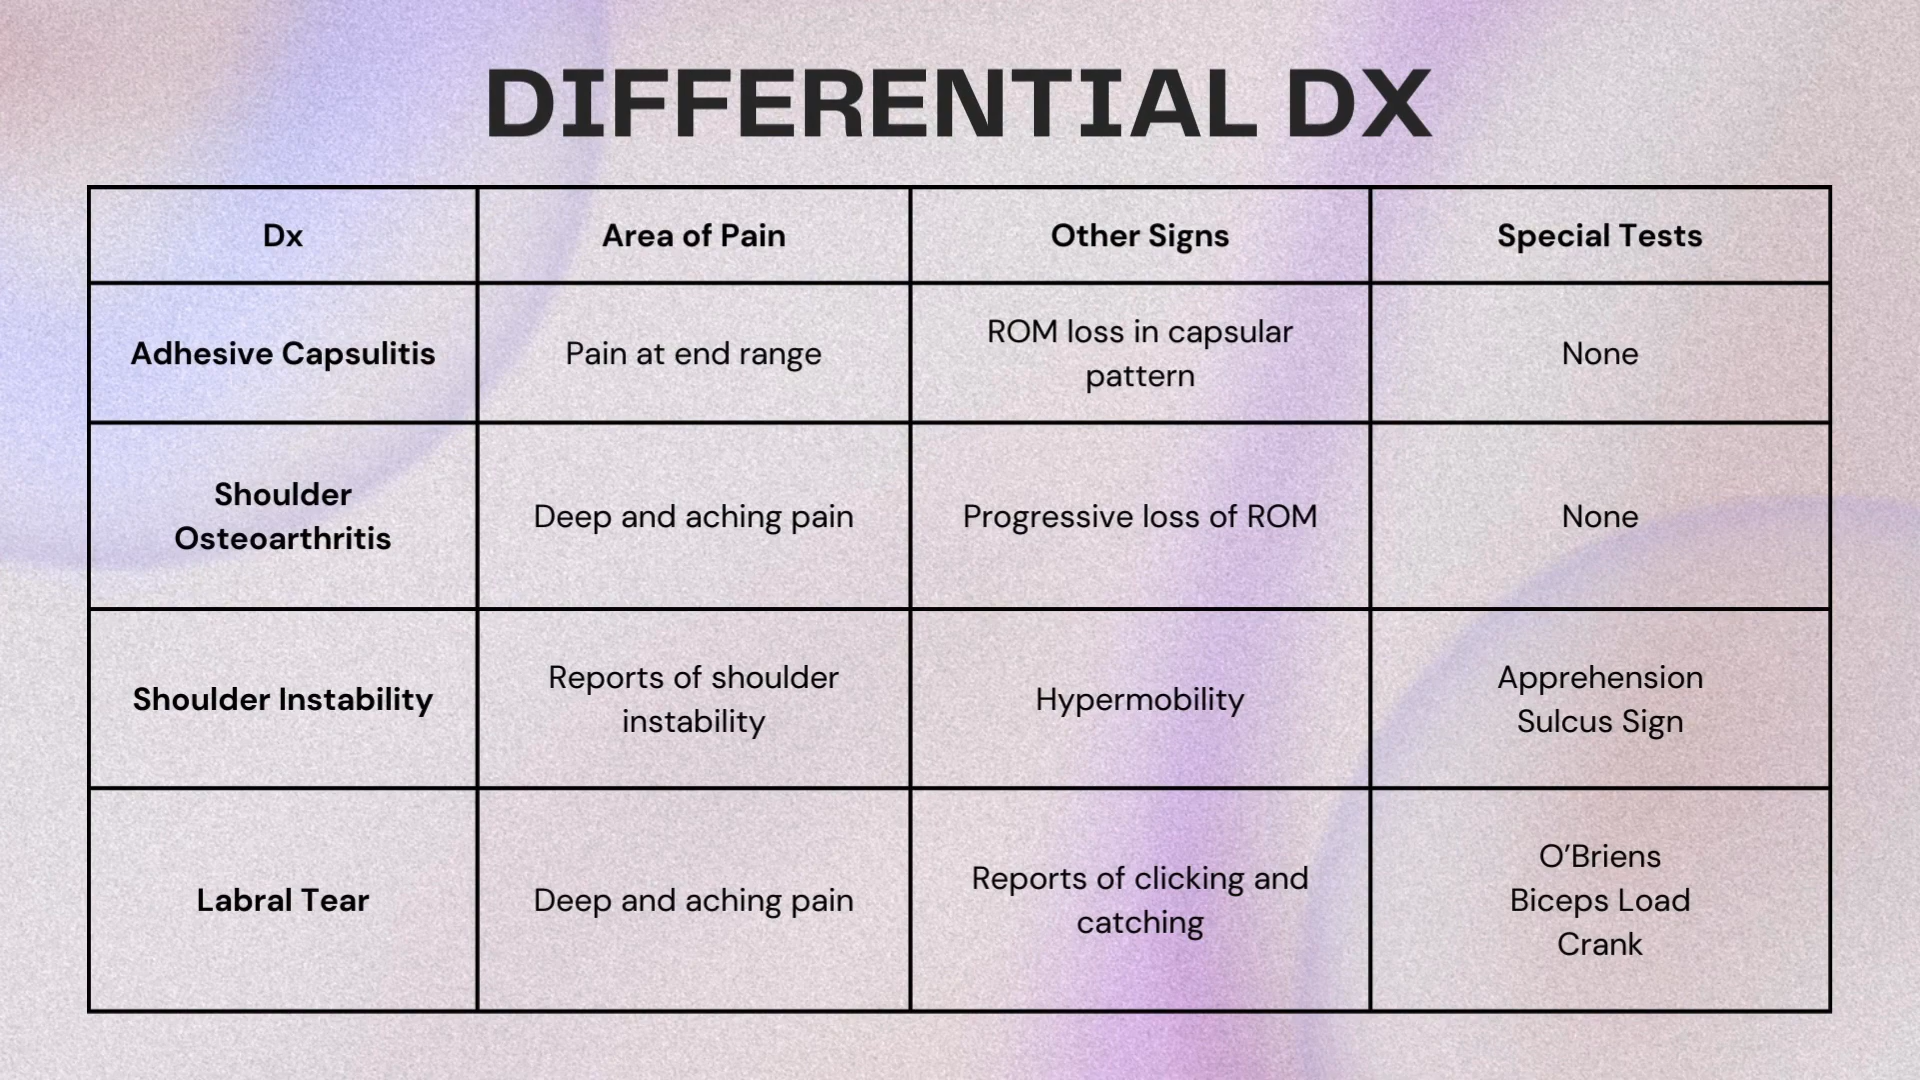 DIFFERENTIAL DX
Dx
Area of Pain
Other Signs
Special Tests
Adhesive Capsulitis
Pain at end range
ROM loss in capsular
pattern
None
Shoulder
Osteoarthritis
Deep and aching pain
Progressive loss of ROM
None
Shoulder Instability
Reports of shoulder
instability
Hypermobility
Apprehension
Sulcus Sign
Labral Tear
Deep and aching pain
Reports of clicking and
catching
O’Briens
Biceps Load
Crank